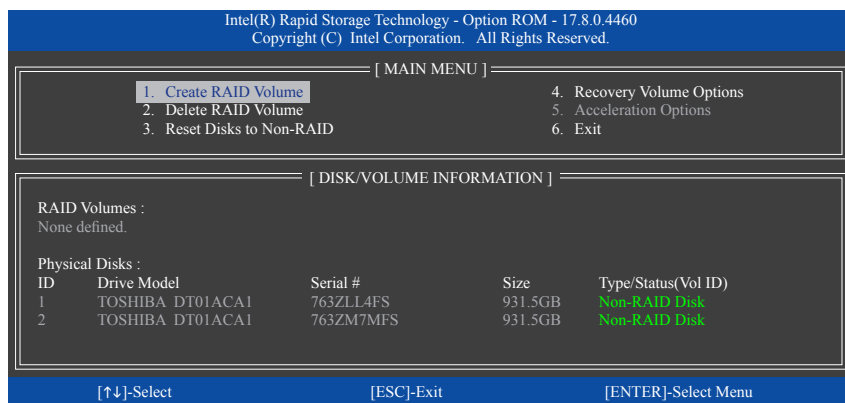 Intel(R) Rapid Storage Technology - Option ROM - 17.8.0.4460
Copyright (C) Intel Corporation. All Rights Reserved.
[ MAIN MENU ]
1. Create RAID Volume
2. Delete RAID Volume
3. Reset Disks to Non-RAID
4. Recovery Volume Options
5. Acceleration Options
6. Exit
[ DISK/VOLUME INFORMATION ]
RAID Volumes :
None defined.
Physical Disks :
ID Drive Model Serial # Size Type/Status(Vol ID)
1 TOSHIBA DT01ACA1 763ZLL4FS 931.5GB Non-RAID Disk
2 TOSHIBA DT01ACA1 763ZM7MFS 931.5GB Non-RAID Disk
[↑↓]-Select [ESC]-Exit [ENTER]-Select Menu